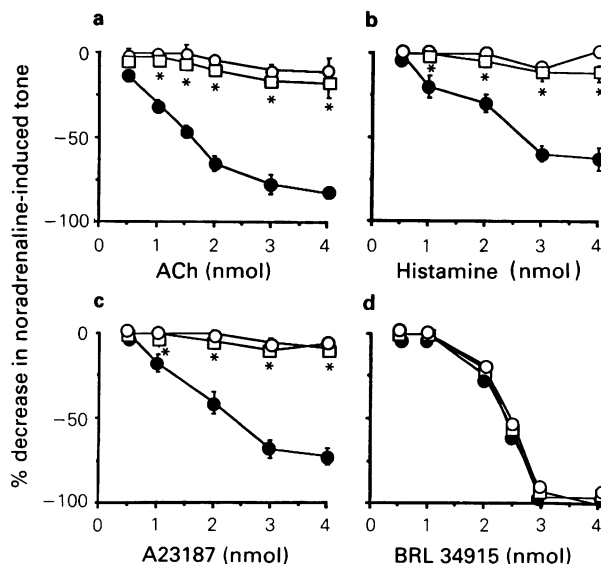 % decrease in noradrenaline-induced tone
a
0
−50
−100
* * * * *
0 1 2 3 4
ACh (nmol)
b
* * * *
0 1 2 3 4
Histamine (nmol)
c
0
−50
−100
* * * *
0 1 2 3 4
A23187 (nmol)
d
0 1 2 3 4
BRL 34915 (nmol)